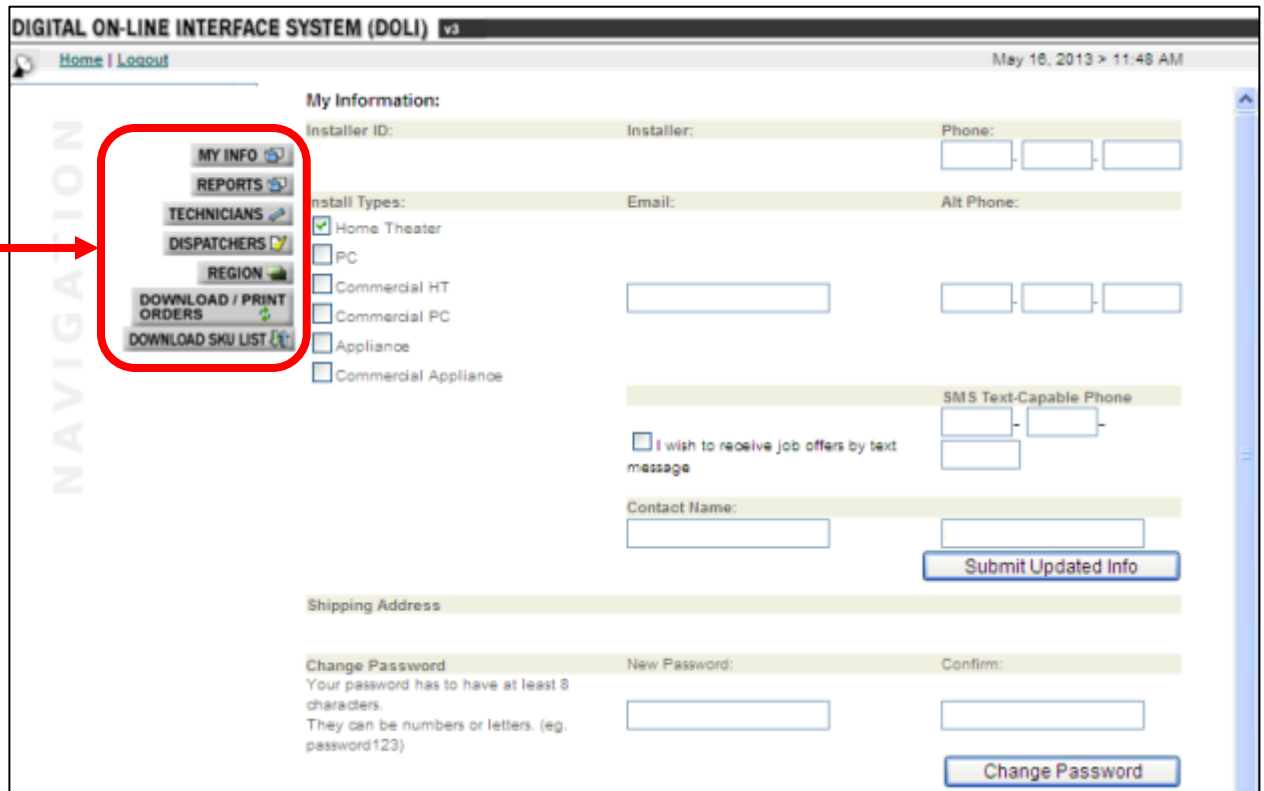 DIGITAL ON-LINE INTERFACE SYSTEM (DOLI) v3
Home | Logout
May 16, 2013 > 11:48 AM
NAVIGATION
MY INFO
REPORTS
TECHNICIANS
DISPATCHERS
REGION
DOWNLOAD / PRINT
ORDERS
DOWNLOAD SKU LIST
My Information:
Installer ID: Installer: Phone:
- -
Install Types: Email: Alt Phone:
Home Theater
PC
Commercial HT
Commercial PC
Appliance
Commercial Appliance
- -
SMS Text-Capable Phone
- -
I wish to receive job offers by text
message
Contact Name:
Submit Updated Info
Shipping Address
Change Password New Password: Confirm:
Your password has to have at least 8
characters.
They can be numbers or letters. (eg.
password123)
Change Password